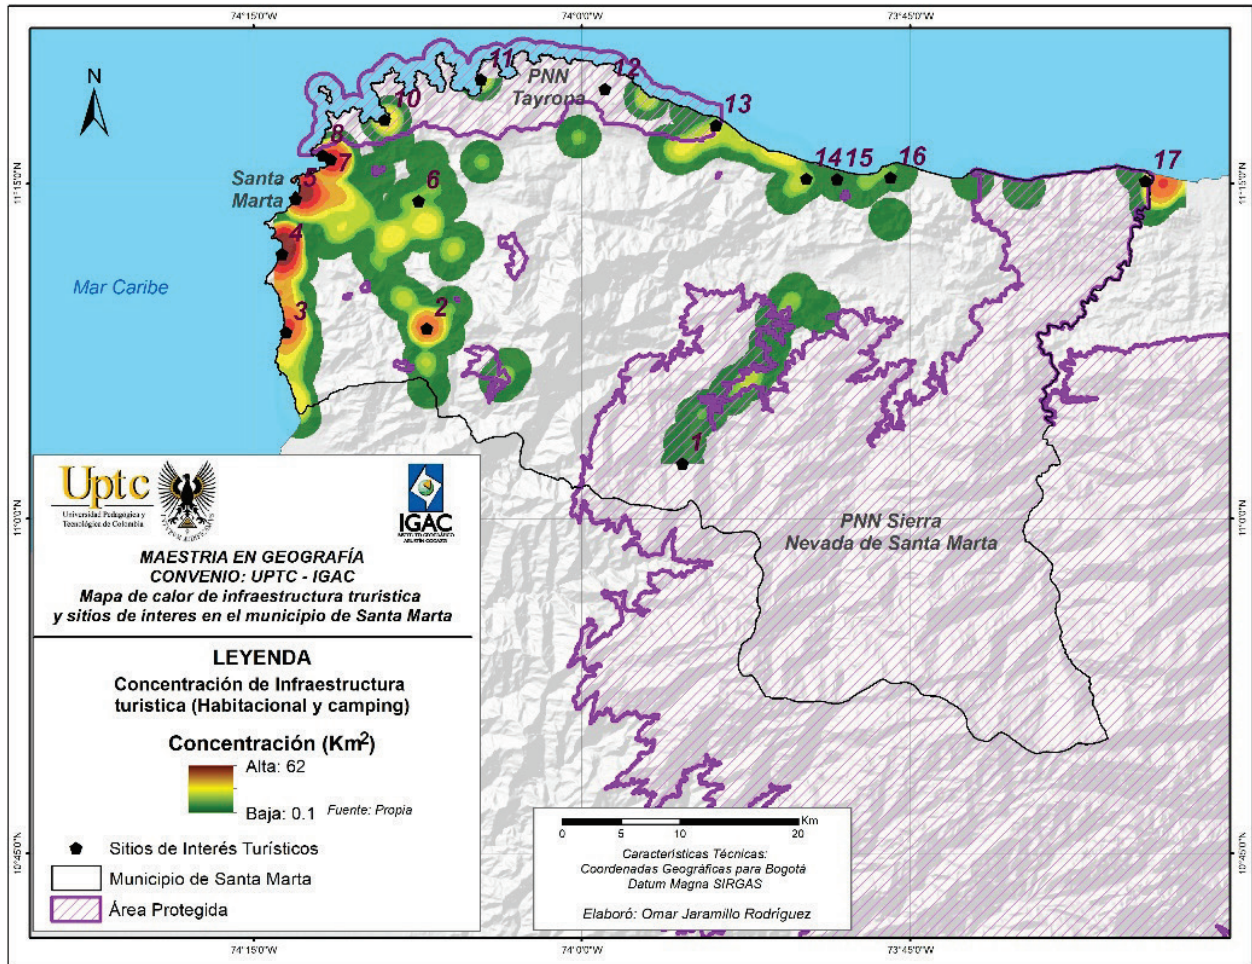 74°15'0"W
74°0'0"W
73°45'0"W
11
12
PNN
Tayrona
N
10
13
8
7
14
15
16
17
11°15'0"N
11°15'0"N
Santa
Marta
5
6
4
Mar Caribe
3
2
1
Uptc
Universidad Pedagógica y
Tecnológica de Colombia
IGAC
INSTITUTO GEOGRÁFICO
AGUSTÍN CODAZZI
11°0'0"N
PNN Sierra
Nevada de Santa Marta
MAESTRIA EN GEOGRAFÍA
CONVENIO: UPTC - IGAC
Mapa de calor de infraestructura truristica
y sitios de interes en el municipio de Santa Marta
LEYENDA
Concentración de Infraestructura
turistica (Habitacional y camping)
Concentración (Km²)
Alta: 62
Baja: 0.1
Fuente: Propia
Sitios de Interés Turísticos
Municipio de Santa Marta
Área Protegida
Km
0 5 10 20
Características Técnicas:
Coordenadas Geográficas para Bogotá
Datum Magna SIRGAS
Elaboró: Omar Jaramillo Rodríguez
10°45'0"N
10°45'0"N
74°15'0"W
74°0'0"W
73°45'0"W